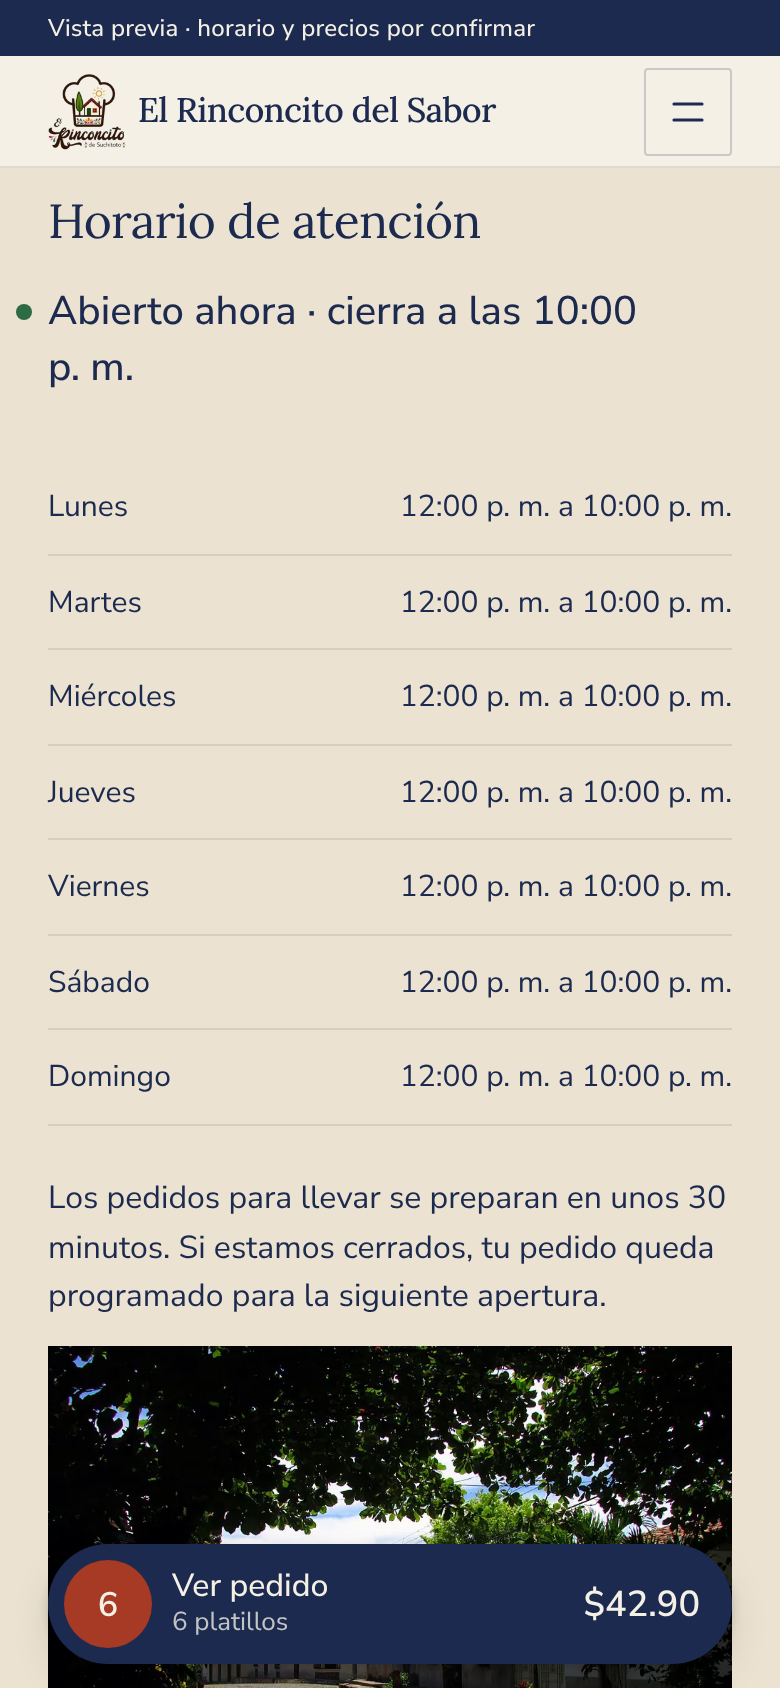 Vista previa · horario y precios por confirmar
El Rinconcito de Suchitoto
El Rinconcito del Sabor
Horario de atención
Abierto ahora · cierra a las 10:00
p. m.
Lunes 12:00 p. m. a 10:00 p. m.
Martes 12:00 p. m. a 10:00 p. m.
Miércoles 12:00 p. m. a 10:00 p. m.
Jueves 12:00 p. m. a 10:00 p. m.
Viernes 12:00 p. m. a 10:00 p. m.
Sábado 12:00 p. m. a 10:00 p. m.
Domingo 12:00 p. m. a 10:00 p. m.
Los pedidos para llevar se preparan en unos 30
minutos. Si estamos cerrados, tu pedido queda
programado para la siguiente apertura.
6 Ver pedido $42.90
6 platillos